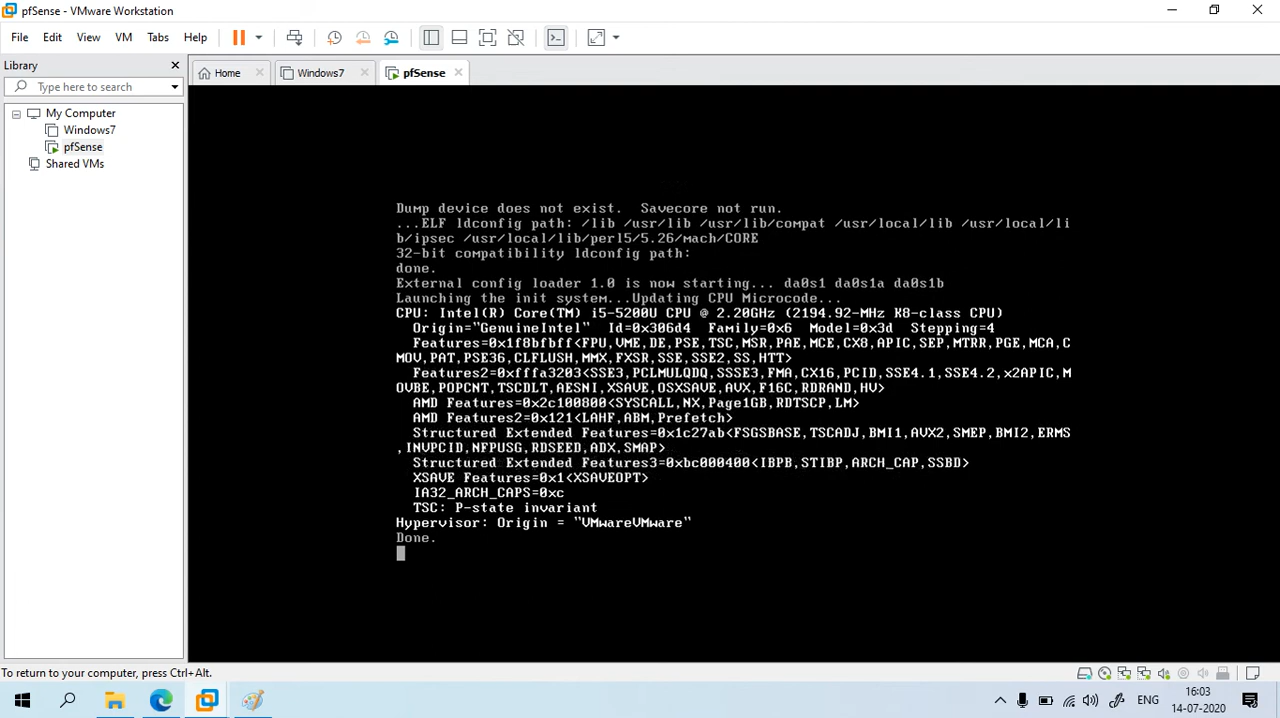 pfSense - VMware Workstation
File Edit View VM Tabs Help
Library
Type here to search
My Computer
Windows7
pfSense
Shared VMs
Home
Windows7
pfSense
Dump device does not exist.  Savecore not run.
...ELF ldconfig path: /lib /usr/lib /usr/lib/compat /usr/local/lib /usr/local/li
b/ipsec /usr/local/lib/perl5/5.26/mach/CORE
32-bit compatibility ldconfig path:
done.
External config loader 1.0 is now starting... da0s1 da0s1a da0s1b
Launching the init system...Updating CPU Microcode...
CPU: Intel(R) Core(TM) i5-5200U CPU @ 2.20GHz (2194.92-MHz K8-class CPU)
Origin="GenuineIntel"  Id=0x306d4  Family=0x6  Model=0x3d  Stepping=4
Features=0x1f8bfbff<FPU,VME,DE,PSE,TSC,MSR,PAE,MCE,CX8,APIC,SEP,MTRR,PGE,MCA,C
MOV,PAT,PSE36,CLFLUSH,MMX,FXSR,SSE,SSE2,SS,HTT>
Features2=0xfffa3203<SSE3,PCLMULQDQ,SSSE3,FMA,CX16,PCID,SSE4.1,SSE4.2,x2APIC,M
OVBE,POPCNT,TSCDLT,AESNI,XSAVE,OSXSAVE,AVX,F16C,RDRAND,HV>
AMD Features=0x2c100800<SYSCALL,NX,Page1GB,RDTSCP,LM>
AMD Features2=0x121<LAHF,ABM,Prefetch>
Structured Extended Features=0x1c27ab<FSGSBASE,TSCADJ,BMI1,AVX2,SMEP,BMI2,ERMS
,INVPCID,NFPUSG,RDSEED,ADX,SMAP>
Structured Extended Features3=0xbc000400<IBPB,STIBP,ARCH_CAP,SSBD>
XSAVE Features=0x1<XSAVEOPT>
IA32_ARCH_CAPS=0xc
TSC: P-state invariant
Hypervisor: Origin = "VMwareVMware"
Done.
To return to your computer, press Ctrl+Alt.
ENG
16:03
14-07-2020